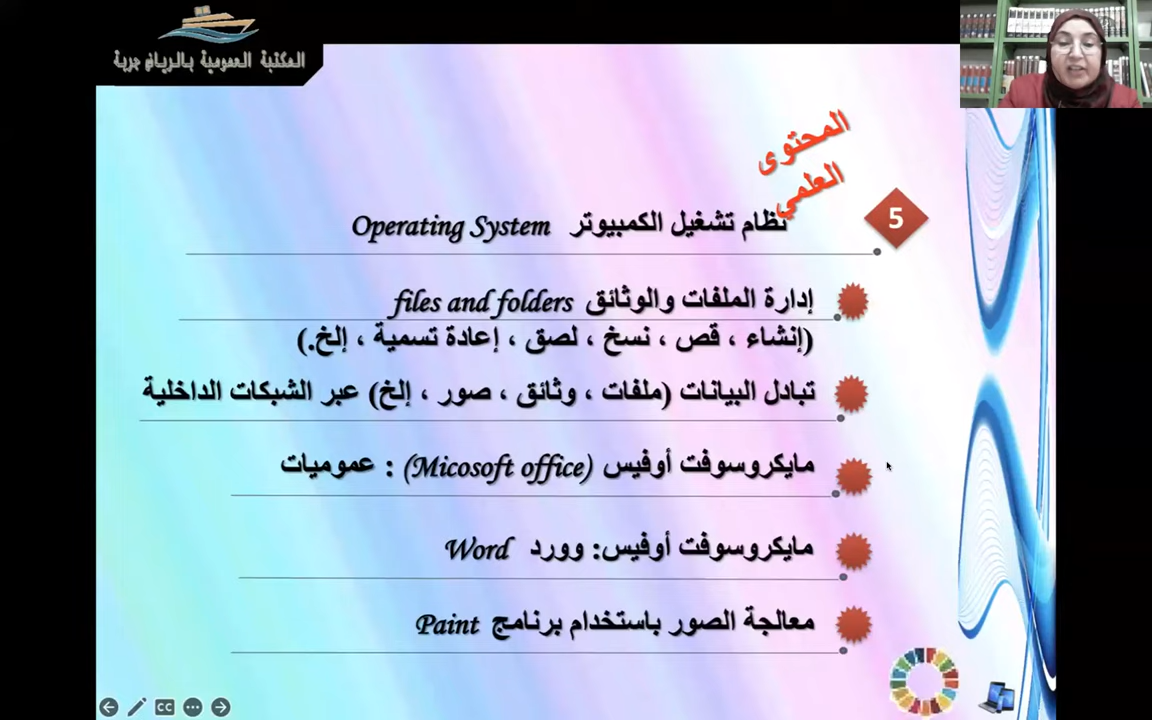 المكتبة العمومية بالرياض جربة
المحتوى
العلمي
5
نظام تشغيل الكمبيوتر Operating System
إدارة الملفات والوثائق files and folders
(إنشاء ، قص ، نسخ ، لصق ، إعادة تسمية ، إلخ.)
تبادل البيانات (ملفات ، وثائق ، صور ، إلخ) عبر الشبكات الداخلية
مايكروسوفت أوفيس (Micosoft office) : عموميات
مايكروسوفت أوفيس: وورد Word
معالجة الصور باستخدام برنامج Paint
CC